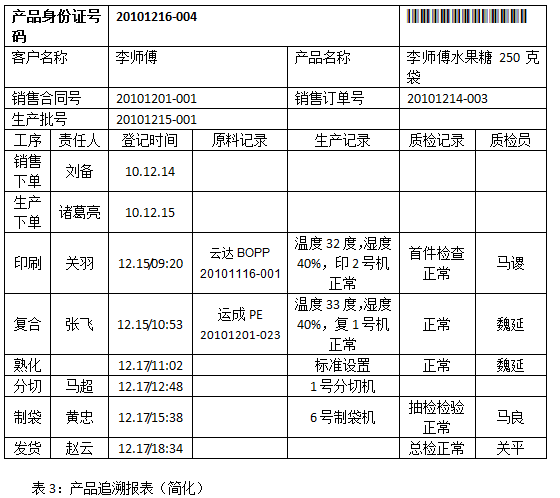 产品身份证号码 20101216-004
客户名称 李师傅 产品名称 李师傅水果糖 250 克袋
销售合同号 20101201-001 销售订单号 20101214-003
生产批号 20101215-001
工序 责任人 登记时间 原料记录 生产记录 质检记录 质检员
销售下单 刘备 10.12.14
生产下单 诸葛亮 10.12.15
印刷 关羽 12.15/09:20 云达 BOPP 20101116-001 温度 32 度，湿度 40%，印 2 号机正常 首件检查正常 马谡
复合 张飞 12.15/10:53 运成 PE 20101201-023 温度 33 度，湿度 40%，复 1 号机正常 正常 魏延
熟化 12.17/11:02 标准设置 正常 魏延
分切 马超 12.17/12:48 1 号分切机
制袋 黄忠 12.17/15:38 6 号制袋机 抽检检验正常 马良
发货 赵云 12.17/18:34 总检正常 关平
表 3：产品追溯报表（简化）